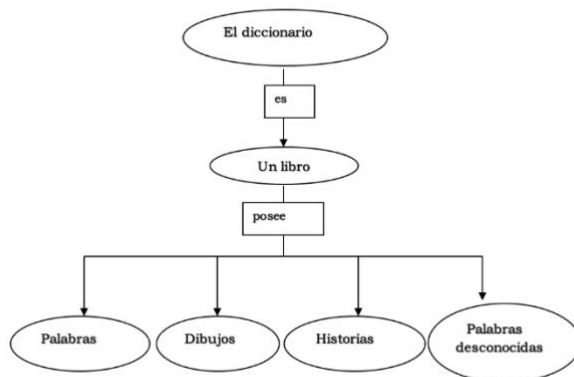 El diccionario
es
Un libro
posee
Palabras
Dibujos
Historias
Palabras
desconocidas